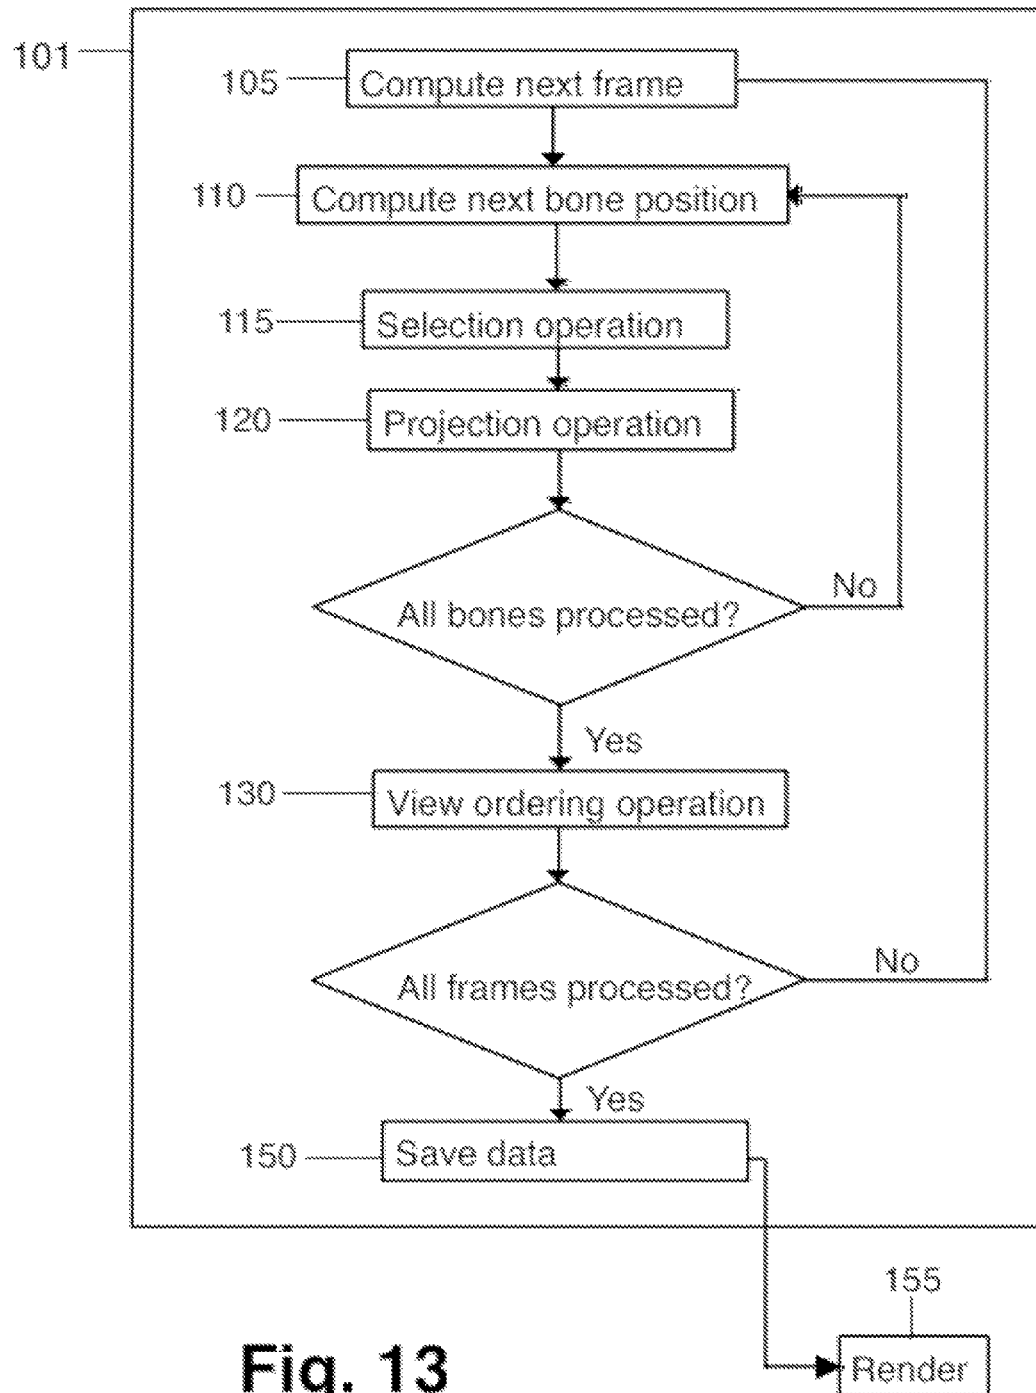 101
105 Compute next frame
110 Compute next bone position
115 Selection operation
120 Projection operation
All bones processed?
No
Yes
130 View ordering operation
All frames processed?
No
Yes
150 Save data
155
Render
Fig. 13